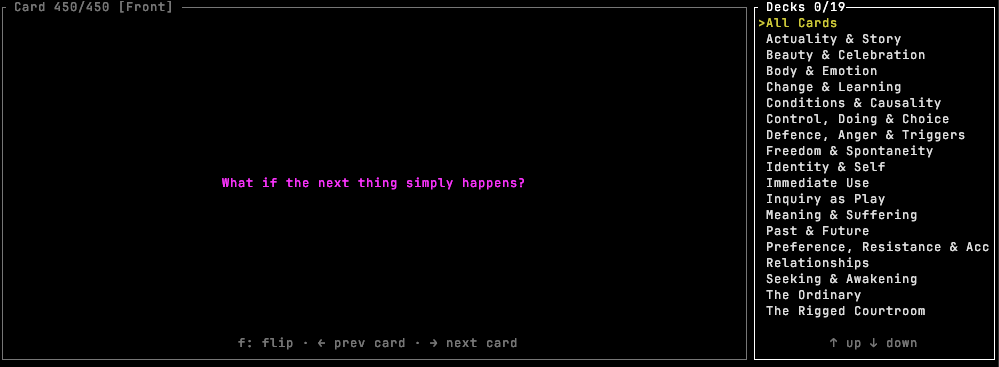 Card 450/450 [Front]
What if the next thing simply happens?
f: flip · ← prev card · → next card
Decks 0/19
>All Cards
Actuality & Story
Beauty & Celebration
Body & Emotion
Change & Learning
Conditions & Causality
Control, Doing & Choice
Defence, Anger & Triggers
Freedom & Spontaneity
Identity & Self
Immediate Use
Inquiry as Play
Meaning & Suffering
Past & Future
Preference, Resistance & Acc
Relationships
Seeking & Awakening
The Ordinary
The Rigged Courtroom
↑ up ↓ down